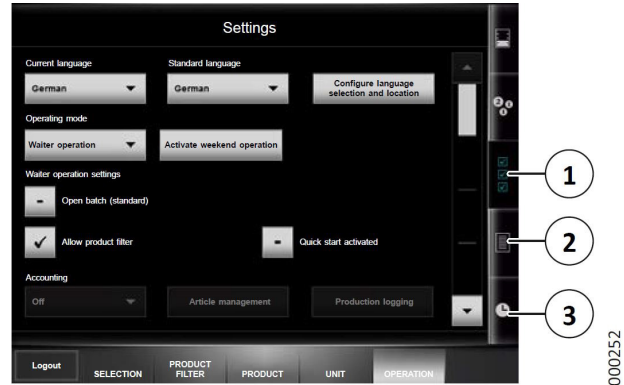 Settings
Current language
Standard language
German
German
Configure language
selection and location
Operating mode
Waiter operation
Activate weekend operation
Waiter operation settings
Open batch (standard)
Allow product filter
Quick start activated
Accounting
Off
Article management
Production logging
Logout
SELECTION
PRODUCT
FILTER
PRODUCT
UNIT
OPERATION
1
2
3
000252